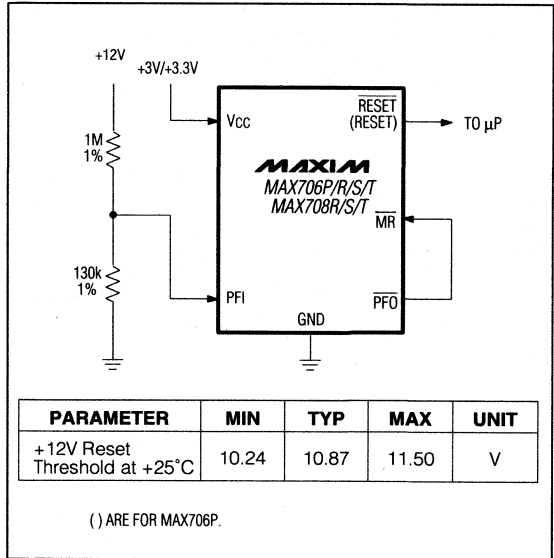 +12V
+3V/+3.3V
VCC
RESET
(RESET)
TO µP
1M
1%
MAXIM
MAX706P/R/S/T
MAX708R/S/T
MR
130k
1%
PFI
PFO
GND
PARAMETER MIN TYP MAX UNIT
+12V Reset
Threshold at +25°C 10.24 10.87 11.50 V
( ) ARE FOR MAX706P.